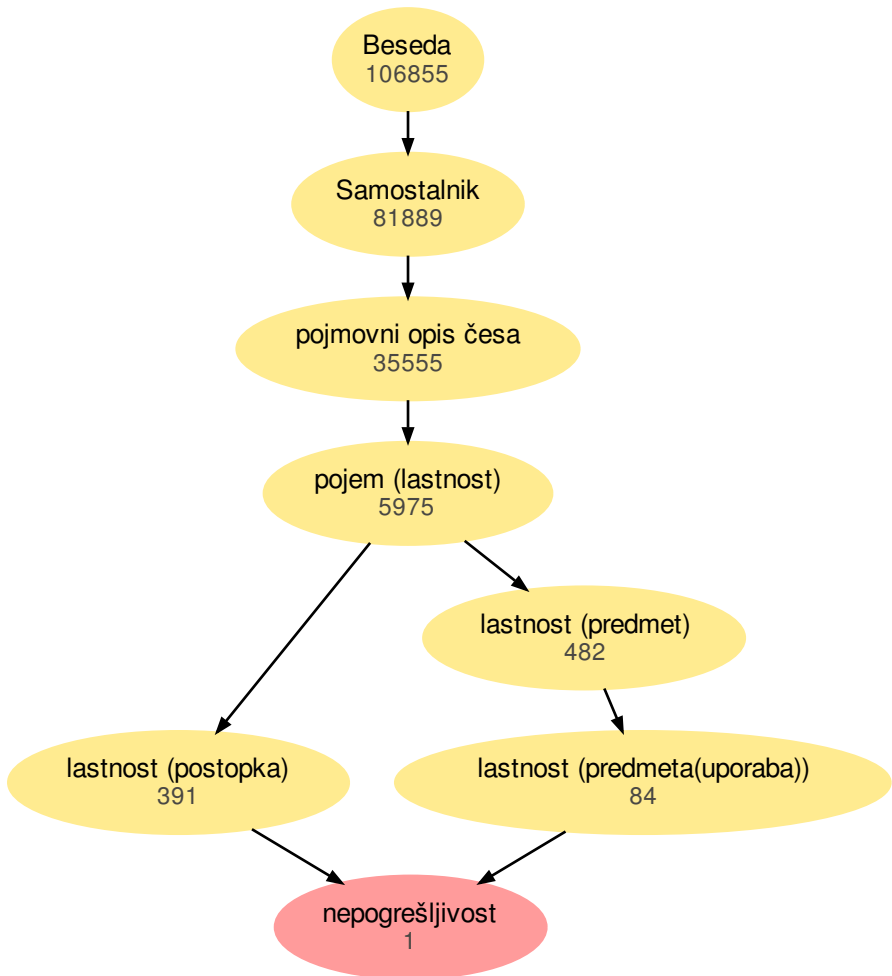 Beseda
106855
Samostalnik
81889
pojmovni opis česa
35555
pojem (lastnost)
5975
lastnost (predmet)
482
lastnost (postopka)
391
lastnost (predmeta(uporaba))
84
nepogrešljivost
1